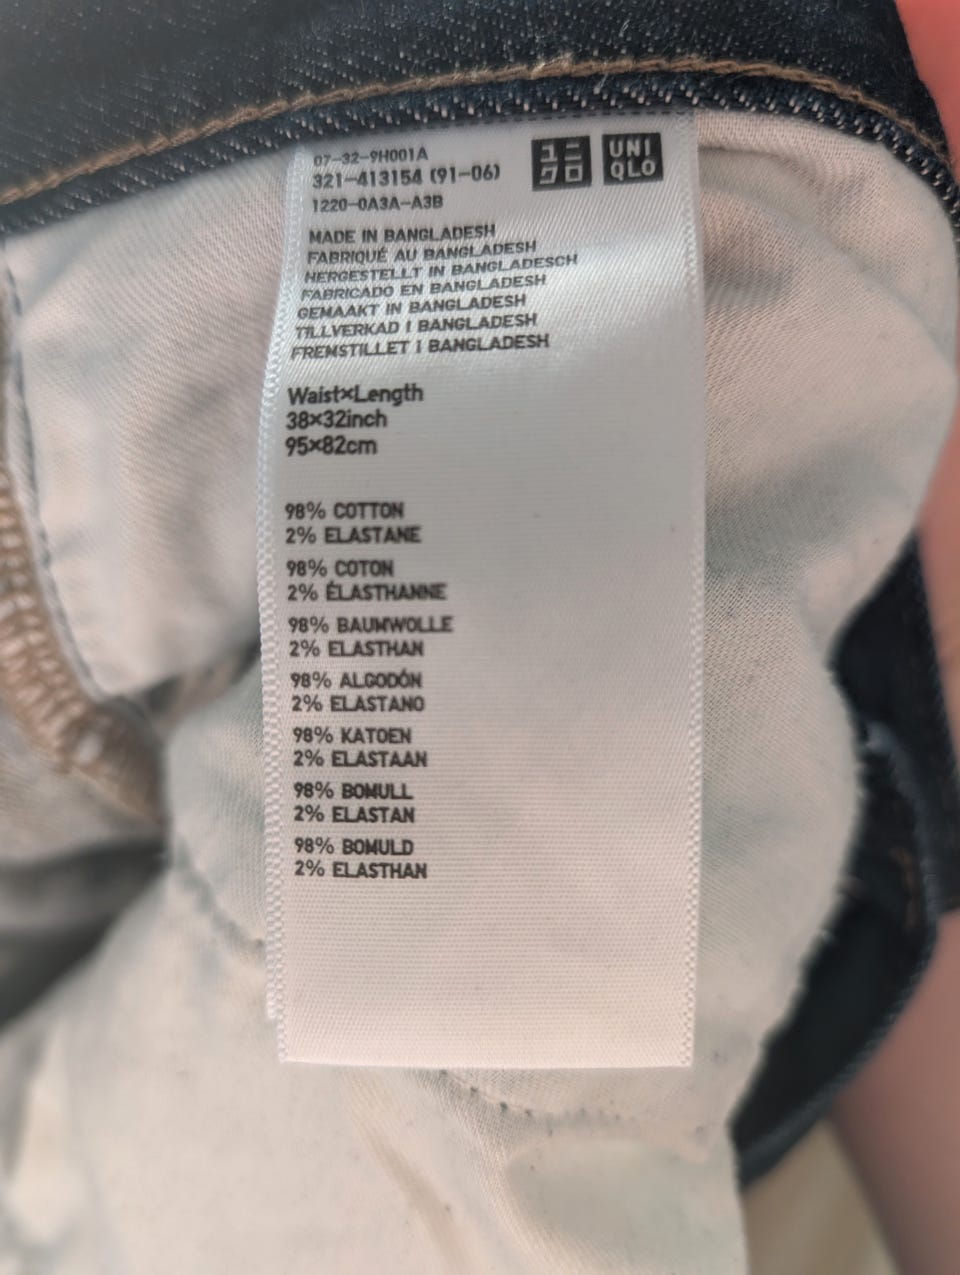 07-32-9H001A
321-413154 (91-06)
1220-0A3A-A3B
ユニ
クロ
UNI
QLO
MADE IN BANGLADESH
FABRIQUÉ AU BANGLADESH
HERGESTELLT IN BANGLADESCH
FABRICADO EN BANGLADESH
GEMAAKT IN BANGLADESH
TILLVERKAD I BANGLADESH
FREMSTILLET I BANGLADESH
Waist×Length
38×32inch
95×82cm
98% COTTON
2% ELASTANE
98% COTON
2% ÉLASTHANNE
98% BAUMWOLLE
2% ELASTHAN
98% ALGODÓN
2% ELASTANO
98% KATOEN
2% ELASTAAN
98% BOMULL
2% ELASTAN
98% BOMULD
2% ELASTHAN